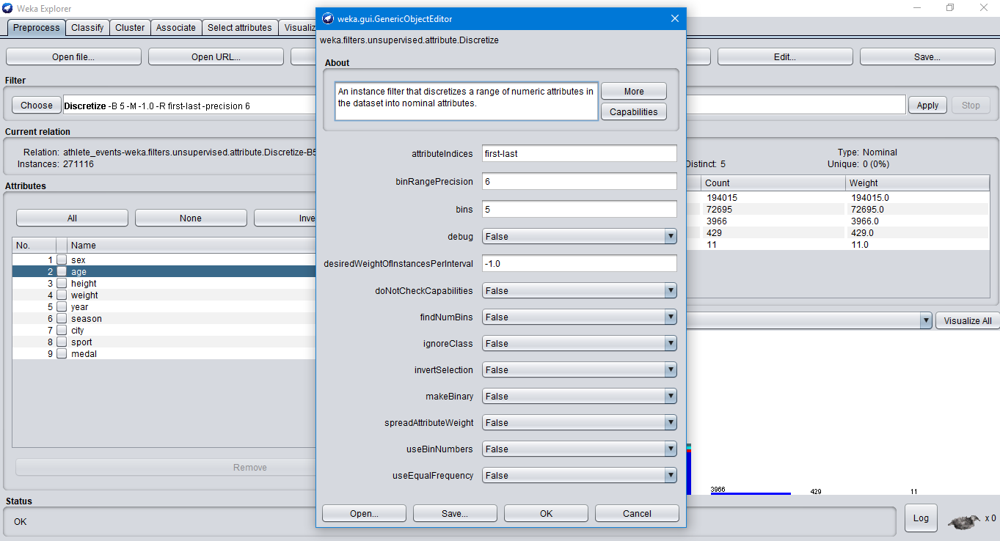 Weka Explorer
Preprocess Classify Cluster Associate Select attributes Visualiz
Open file... Open URL... Edit... Save...
Filter
Choose Discretize -B 5 -M -1.0 -R first-last -precision 6 Apply Stop
Current relation
Relation: athlete_events-weka.filters.unsupervised.attribute.Discretize-B5
Instances: 271116
Attributes
All None Inve
No. Name
1 sex
2 age
3 height
4 weight
5 year
6 season
7 city
8 sport
9 medal
Remove
Status
OK
weka.gui.GenericObjectEditor
weka.filters.unsupervised.attribute.Discretize
About
An instance filter that discretizes a range of numeric attributes in
the dataset into nominal attributes.
More
Capabilities
attributeIndices first-last
binRangePrecision 6
bins 5
debug False
desiredWeightOfInstancesPerInterval -1.0
doNotCheckCapabilities False
findNumBins False
ignoreClass False
invertSelection False
makeBinary False
spreadAttributeWeight False
useBinNumbers False
useEqualFrequency False
Open... Save... OK Cancel
Type: Nominal
Distinct: 5 Unique: 0 (0%)
Count Weight
194015 194015.0
72695 72695.0
3966 3966.0
429 429.0
11 11.0
Visualize All
3966 429 11
Log x 0